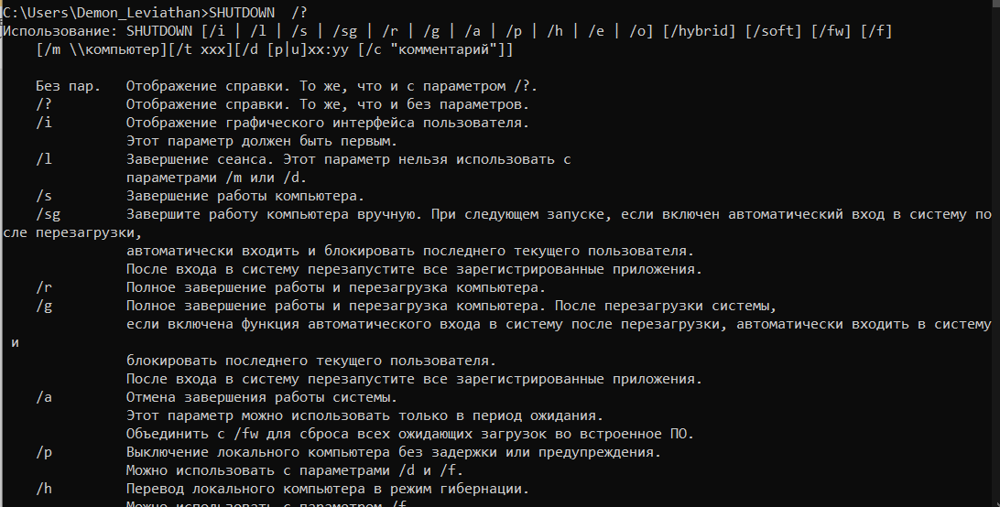 C:\Users\Demon_Leviathan>SHUTDOWN  /?
Использование: SHUTDOWN [/i | /l | /s | /sg | /r | /g | /a | /p | /h | /e | /o] [/hybrid] [/soft] [/fw] [/f]
    [/m \\компьютер][/t xxx][/d [p|u]xx:yy [/c "комментарий"]]

    Без пар.   Отображение справки. То же, что и с параметром /?.
    /?         Отображение справки. То же, что и без параметров.
    /i         Отображение графического интерфейса пользователя.
               Этот параметр должен быть первым.
    /l         Завершение сеанса. Этот параметр нельзя использовать с
               параметрами /m или /d.
    /s         Завершение работы компьютера.
    /sg        Завершите работу компьютера вручную. При следующем запуске, если включен автоматический вход в систему по
сле перезагрузки,
               автоматически входить и блокировать последнего текущего пользователя.
               После входа в систему перезапустите все зарегистрированные приложения.
    /r         Полное завершение работы и перезагрузка компьютера.
    /g         Полное завершение работы и перезагрузка компьютера. После перезагрузки системы,
               если включена функция автоматического входа в систему после перезагрузки, автоматически входить в систему
 и
               блокировать последнего текущего пользователя.
               После входа в систему перезапустите все зарегистрированные приложения.
    /a         Отмена завершения работы системы.
               Этот параметр можно использовать только в период ожидания.
               Объединить с /fw для сброса всех ожидающих загрузок во встроенное ПО.
    /p         Выключение локального компьютера без задержки или предупреждения.
               Можно использовать с параметрами /d и /f.
    /h         Перевод локального компьютера в режим гибернации.
               Можно использовать с параметром /f